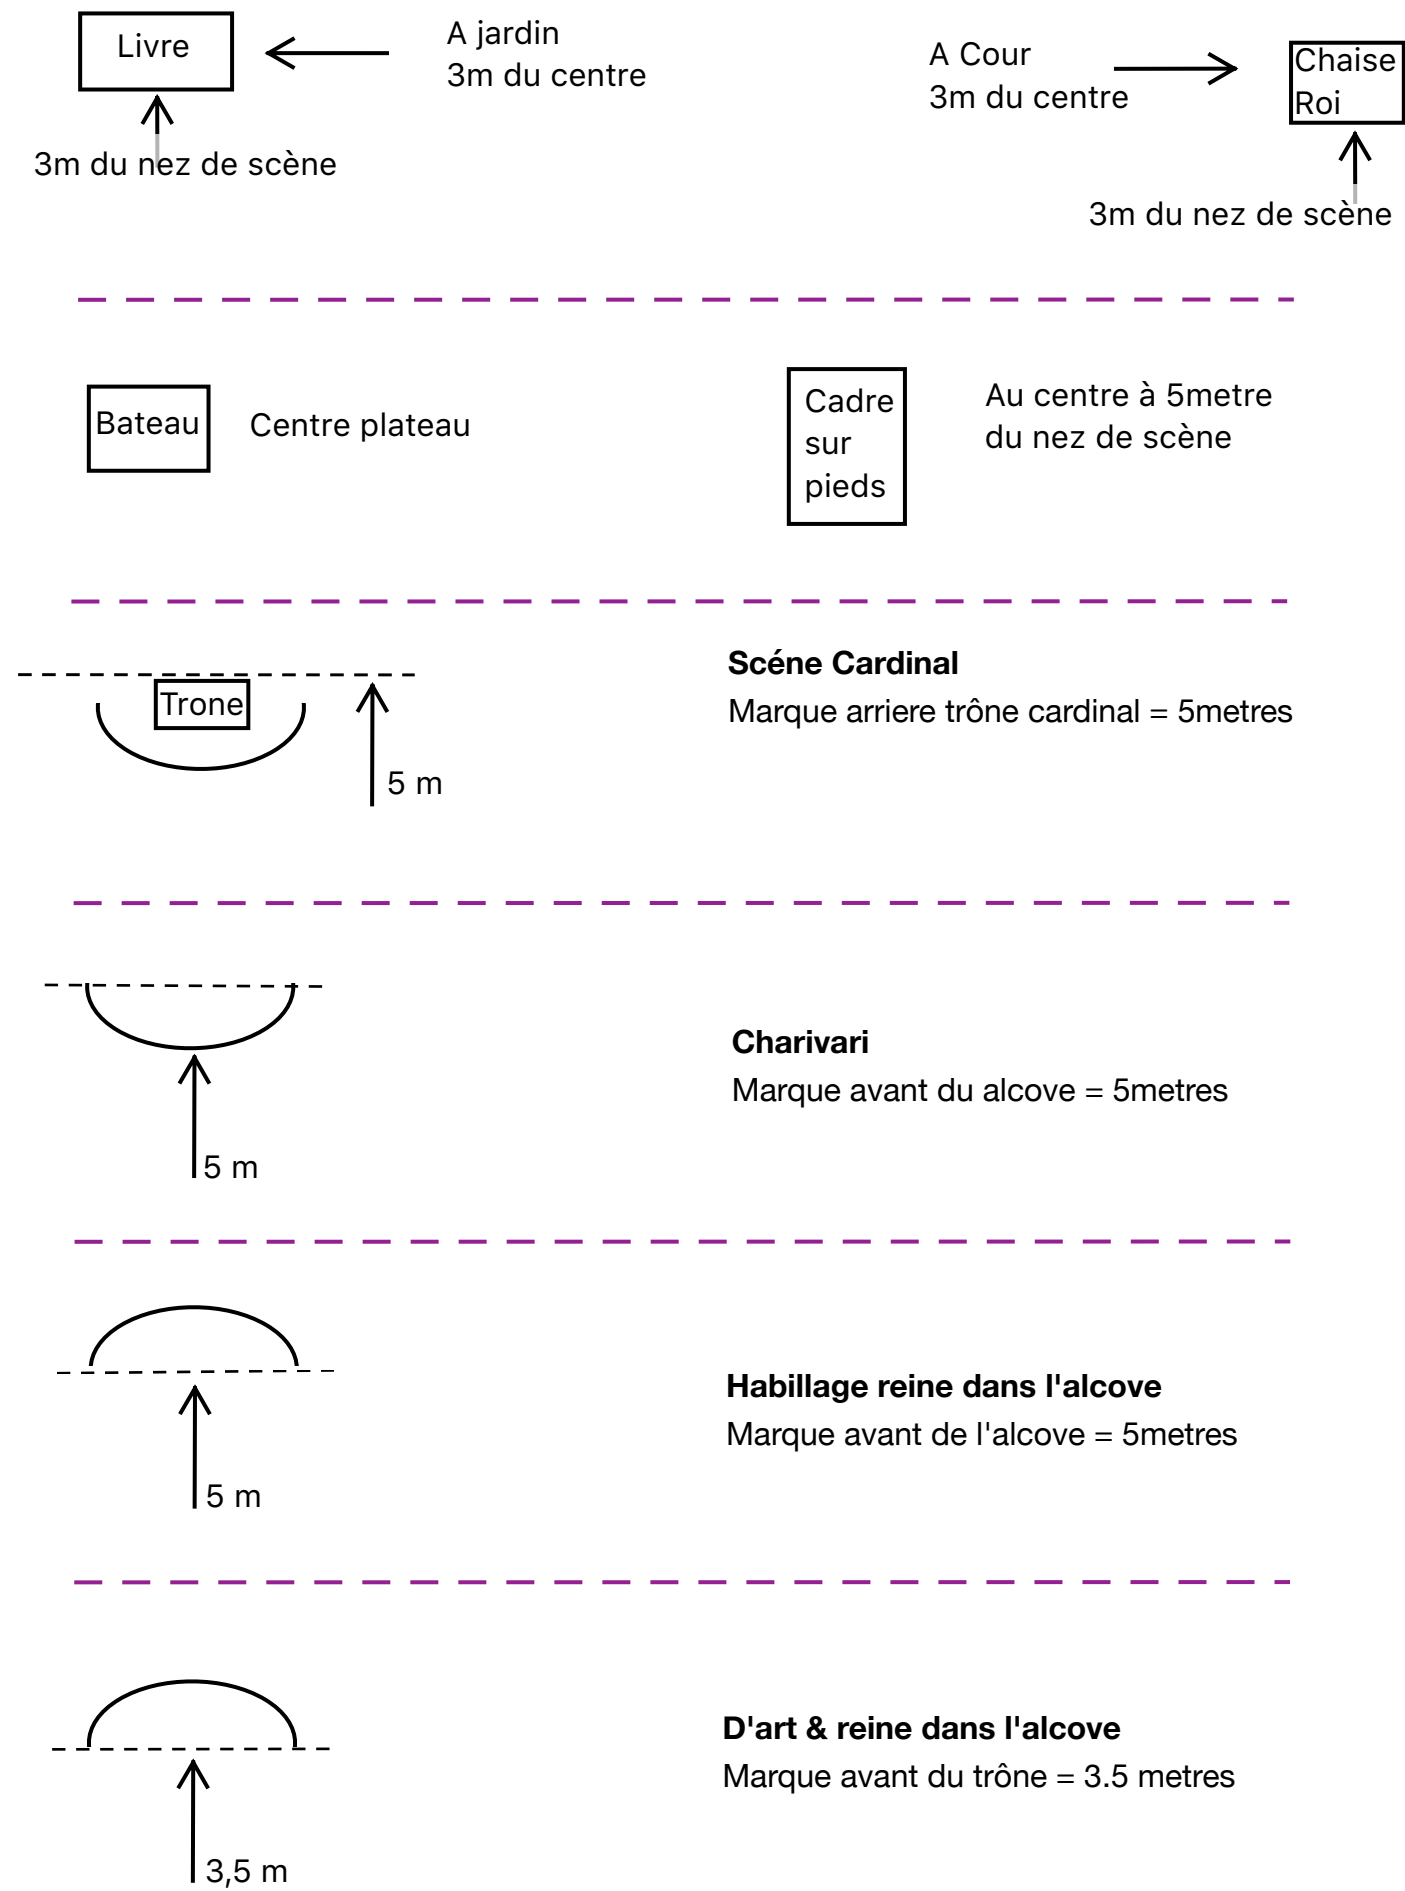 Livre
A jardin
3m du centre
3m du nez de scène
A Cour
3m du centre
Chaise
Roi
3m du nez de scène
Bateau
Centre plateau
Cadre
sur
pieds
Au centre à 5metre
du nez de scène
Trone
5 m
Scéne Cardinal
Marque arriere trône cardinal = 5metres
5 m
Charivari
Marque avant du alcove = 5metres
5 m
Habillage reine dans l'alcove
Marque avant de l'alcove = 5metres
3,5 m
D'art & reine dans l'alcove
Marque avant du trône = 3.5 metres